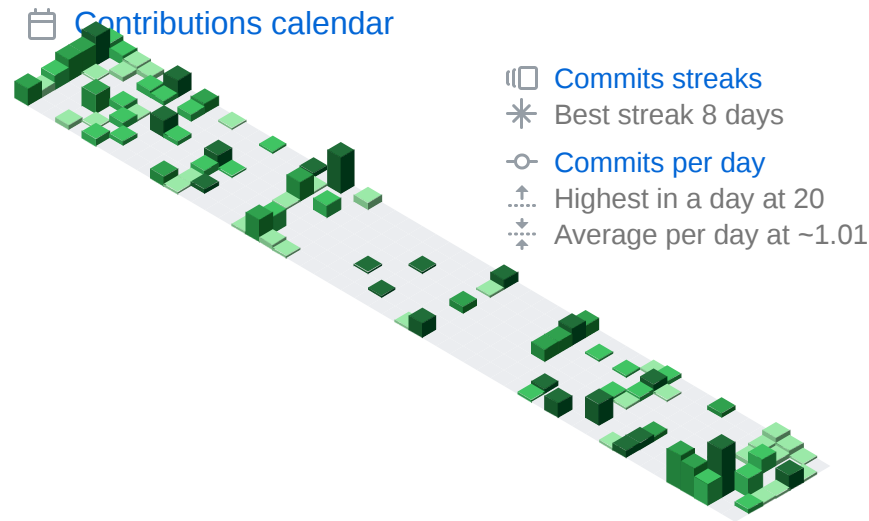 Contributions calendar
Commits streaks
Best streak 8 days
Commits per day
Highest in a day at 20
Average per day at ~1.01